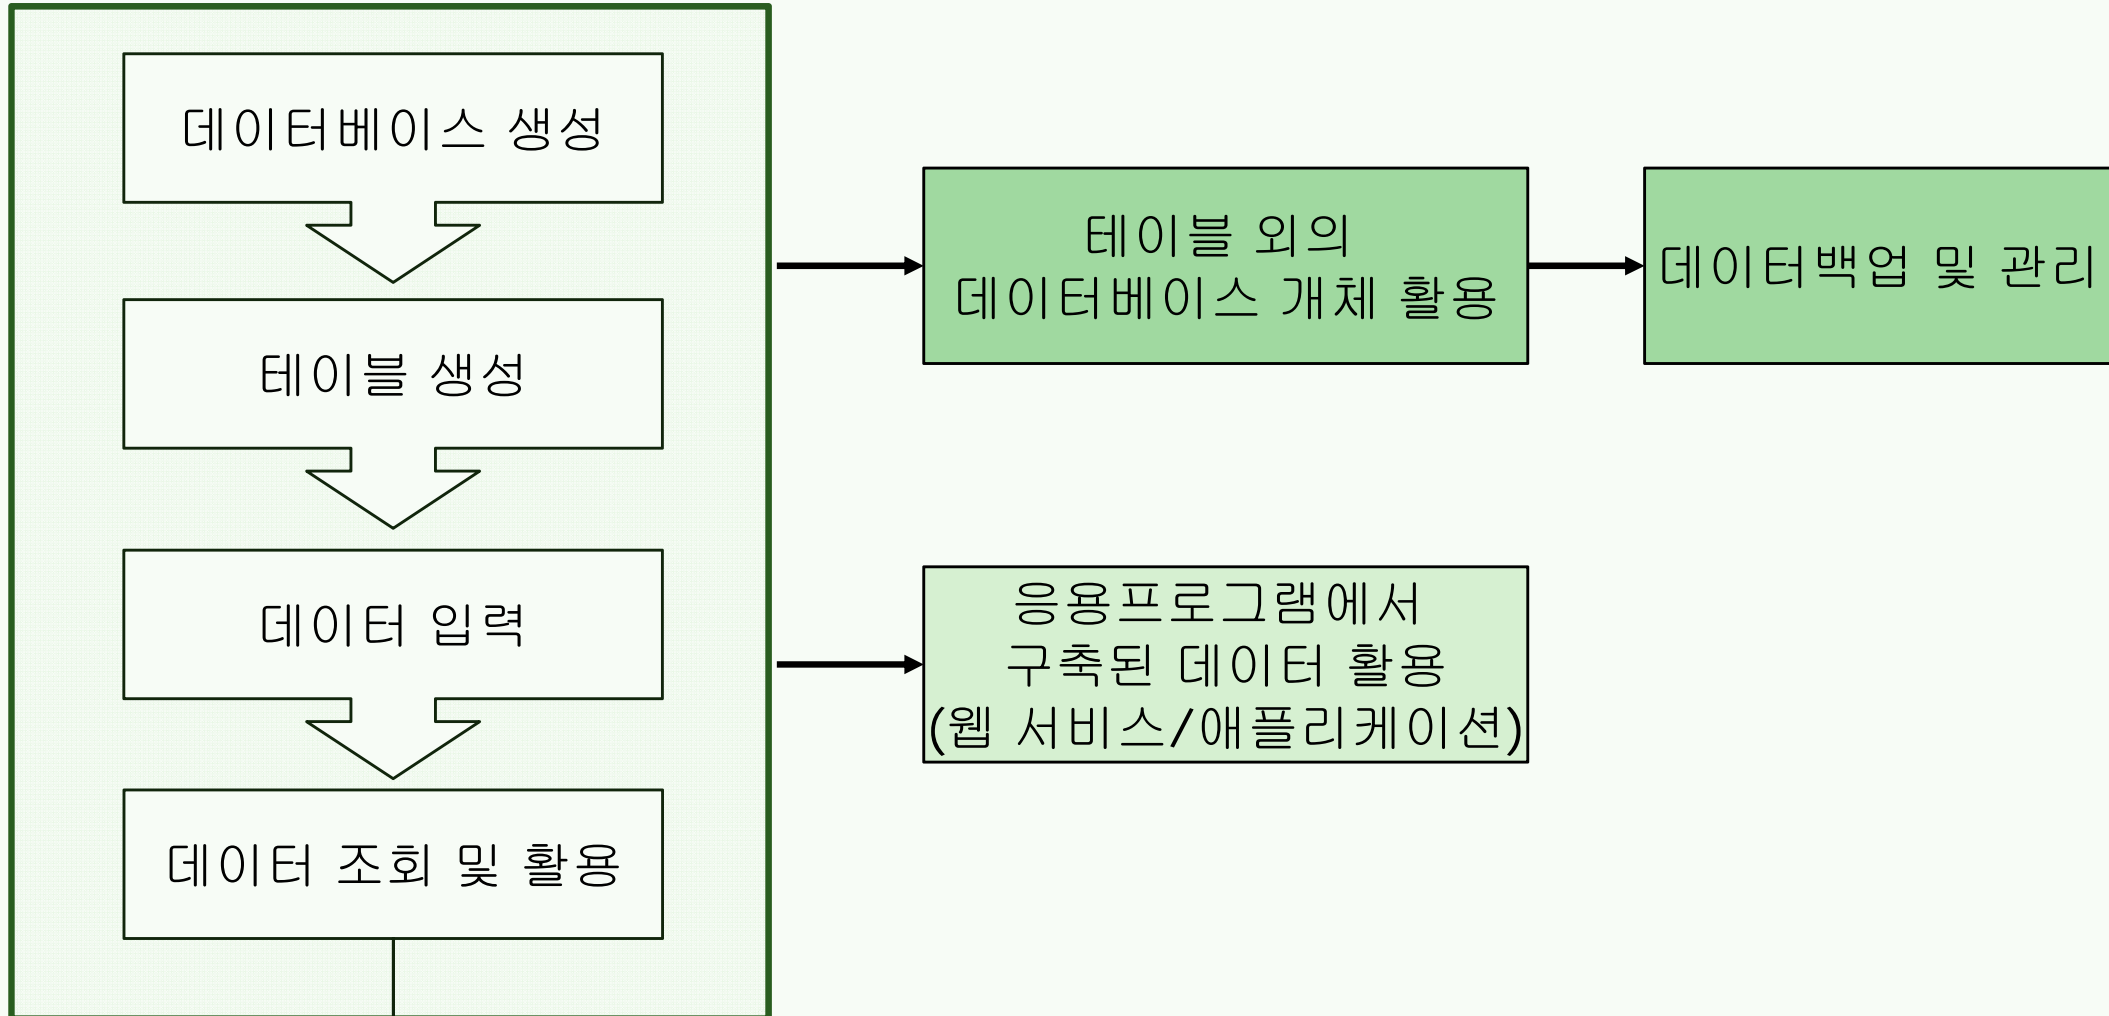 데이터베이스 생성
테이블 생성
데이터 입력
데이터 조회 및 활용
테이블 외의
데이터베이스 개체 활용
데이터백업 및 관리
응용프로그램에서
구축된 데이터 활용
(웹 서비스/애플리케이션)